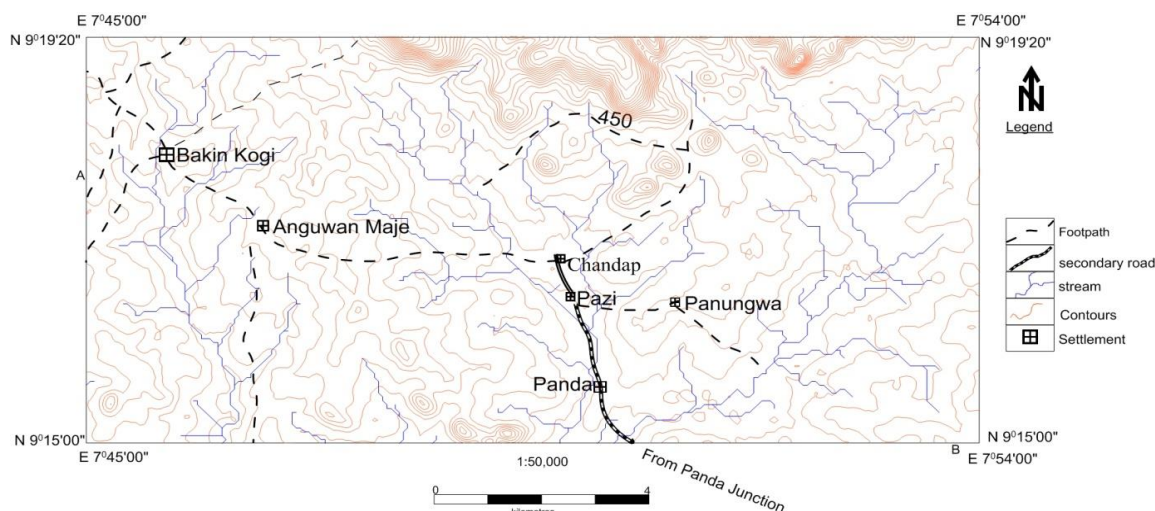 E 7⁰45'00"
E 7⁰54'00"
N 9⁰19'20"
N 9⁰19'20"
N
Legend
450
Bakin Kogi
A
Anguwan Maje
Chandap
Pazi
Panungwa
Panda
Footpath
secondary road
stream
Contours
Settlement
N 9⁰15'00"
N 9⁰15'00"
B
E 7⁰45'00"
E 7⁰54'00"
1:50,000
From Panda Junction
0
4